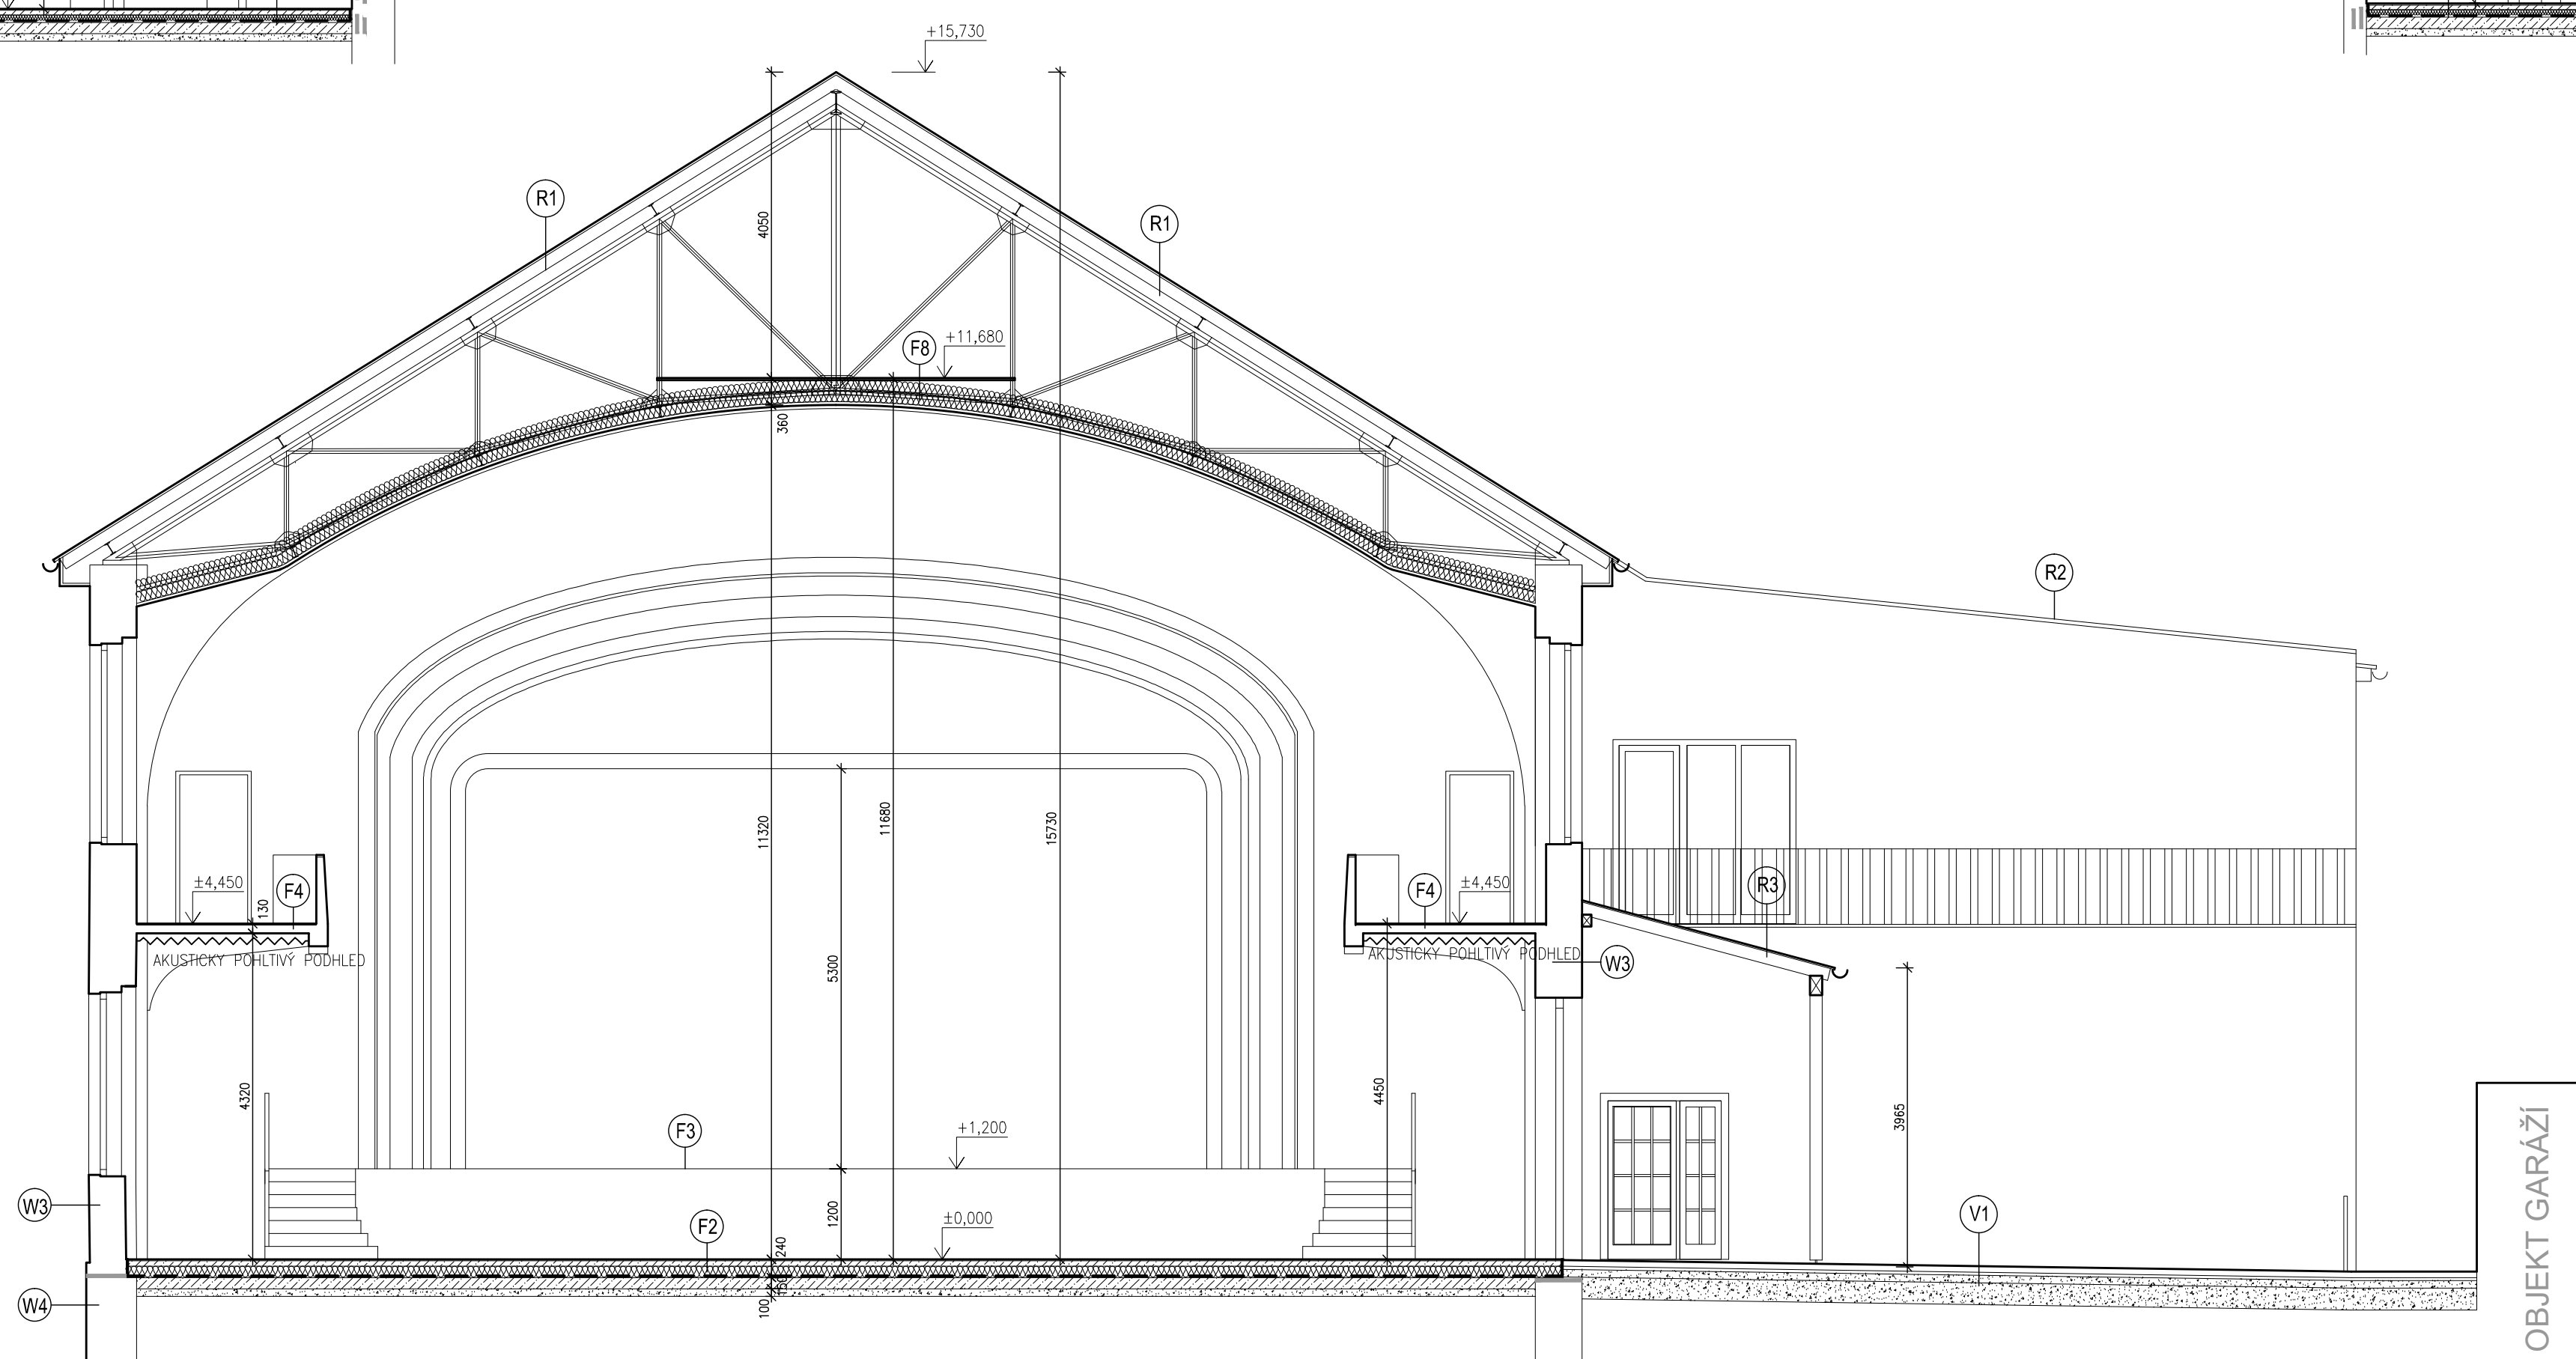 +15,730
R1
4050
R1
F8
+11,680
360
R2
11320
11680
15730
±4,450
F4
130
F4
±4,450
R3
AKUSTICKÝ POHLTIVÝ PODHLED
AKUSTICKÝ POHLTIVÝ PODHLED
W3
5300
4320
4450
3965
F3
+1,200
OBJEKT GARÁŽÍ
W3
F2
1200
±0,000
V1
240
W4
100